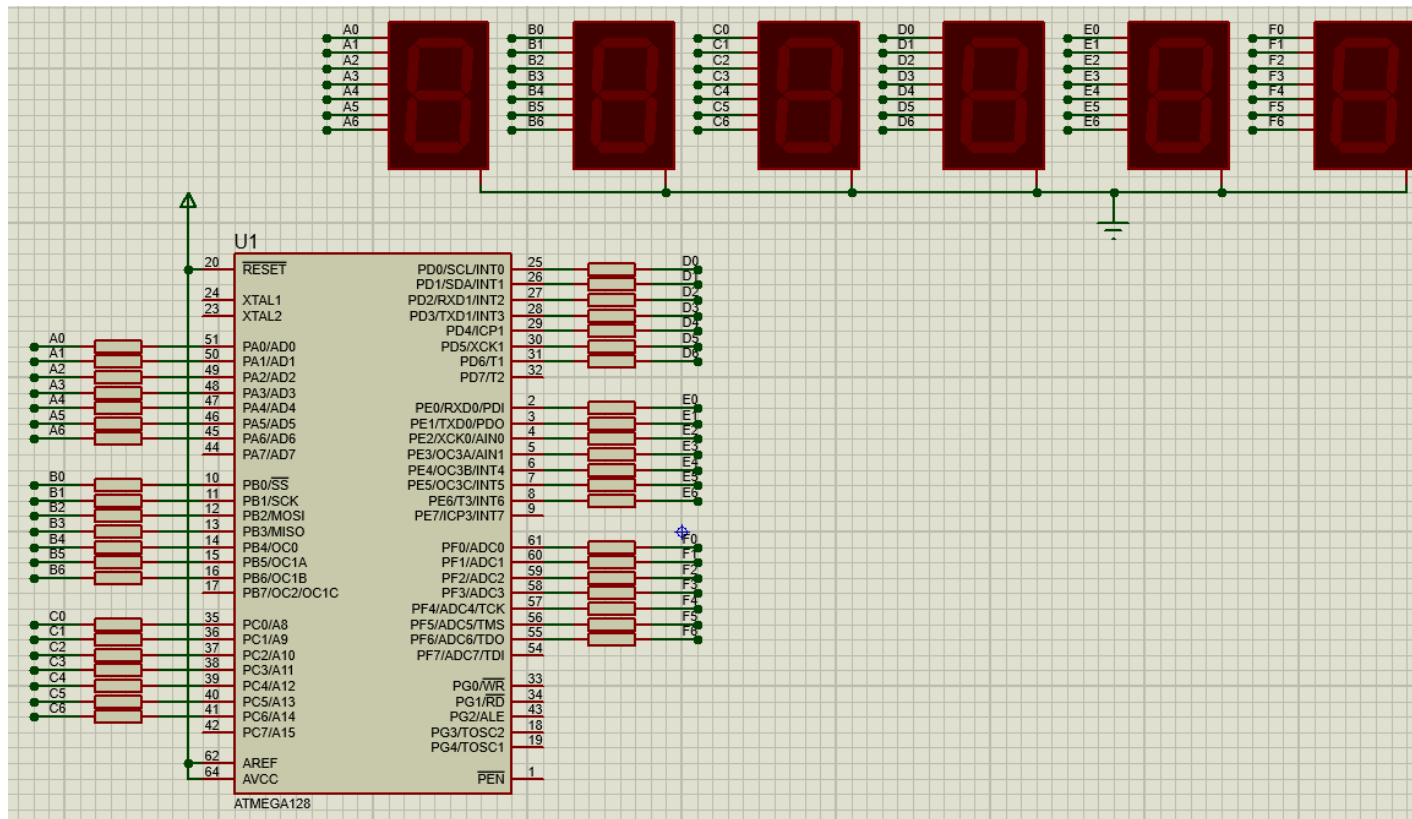 A0 B0 C0 D0 E0 F0
A1 B1 C1 D1 E1 F1
A2 B2 C2 D2 E2 F2
A3 B3 C3 D3 E3 F3
A4 B4 C4 D4 E4 F4
A5 B5 C5 D5 E5 F5
A6 B6 C6 D6 E6 F6
U1
20 RESET PD0/SCL/INT0 25 D0
PD1/SDA/INT1 26 D1
24 XTAL1 PD2/RXD1/INT2 27 D2
23 XTAL2 PD3/TXD1/INT3 28 D3
PD4/ICP1 29 D4
A0 51 PA0/AD0 PD5/XCK1 30 D5
A1 50 PA1/AD1 PD6/T1 31 D6
A2 49 PA2/AD2 PD7/T2 32
A3 48 PA3/AD3
A4 47 PA4/AD4 PE0/RXD0/PDI 2 E0
A5 46 PA5/AD5 PE1/TXD0/PDO 3 E1
A6 45 PA6/AD6 PE2/XCK0/AIN0 4 E2
44 PA7/AD7 PE3/OC3A/AIN1 5 E3
PE4/OC3B/INT4 6 E4
B0 10 PB0/SS PE5/OC3C/INT5 7 E5
B1 11 PB1/SCK PE6/T3/INT6 8 E6
B2 12 PB2/MOSI PE7/ICP3/INT7 9
B3 13 PB3/MISO
B4 14 PB4/OC0 PF0/ADC0 61 F0
B5 15 PB5/OC1A PF1/ADC1 60 F1
B6 16 PB6/OC1B PF2/ADC2 59 F2
17 PB7/OC2/OC1C PF3/ADC3 58 F3
PF4/ADC4/TCK 57 F4
C0 35 PC0/A8 PF5/ADC5/TMS 56 F5
C1 36 PC1/A9 PF6/ADC6/TDO 55 F6
C2 37 PC2/A10 PF7/ADC7/TDI 54
C3 38 PC3/A11
C4 39 PC4/A12 PG0/WR 33
C5 40 PC5/A13 PG1/RD 34
C6 41 PC6/A14 PG2/ALE 43
42 PC7/A15 PG3/TOSC2 18
PG4/TOSC1 19
62 AREF
64 AVCC PEN 1
ATMEGA128